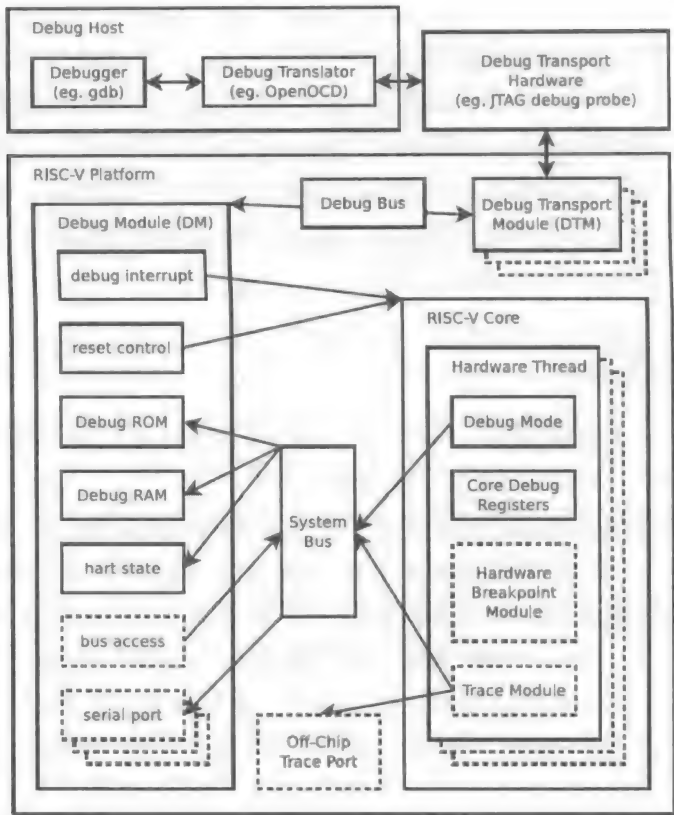 Debug Host
Debugger
(eg. gdb)
Debug Translator
(eg. OpenOCD)
Debug Transport
Hardware
(eg. JTAG debug probe)
RISC-V Platform
Debug Bus
Debug Transport
Module (DTM)
Debug Module (DM)
debug interrupt
reset control
Debug ROM
Debug RAM
hart state
bus access
serial port
System
Bus
Off-Chip
Trace Port
RISC-V Core
Hardware Thread
Debug Mode
Core Debug
Registers
Hardware
Breakpoint
Module
Trace Module